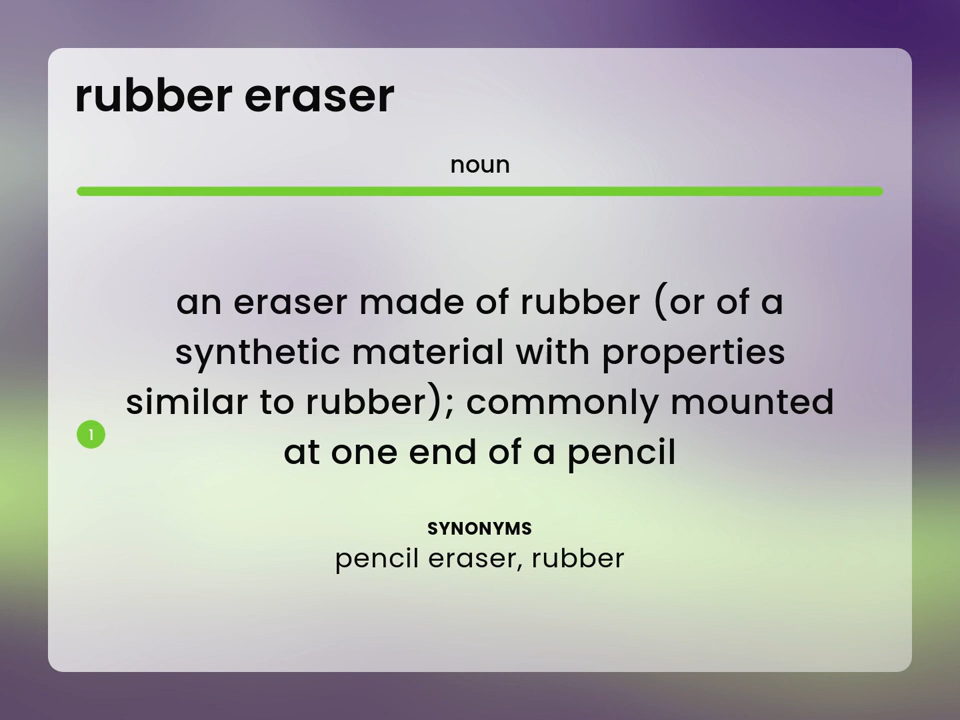 rubber eraser
noun
an eraser made of rubber (or of a
synthetic material with properties
similar to rubber); commonly mounted
1
at one end of a pencil
SYNONYMS
pencil eraser, rubber